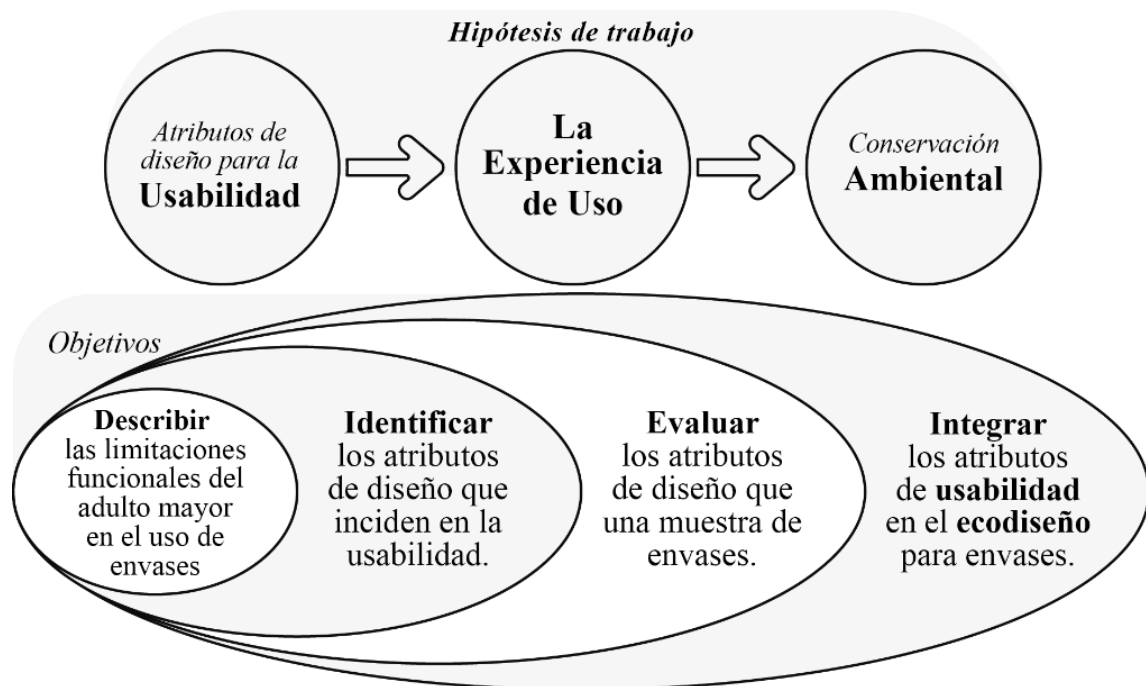 Hipótesis de trabajo
Atributos de
diseño para la
Usabilidad
La
Experiencia
de Uso
Conservación
Ambiental
Objetivos
Describir
las limitaciones
funcionales del
adulto mayor
en el uso de
envases
Identificar
los atributos
de diseño que
inciden en la
usabilidad.
Evaluar
los atributos
de diseño que
una muestra de
envases.
Integrar
los atributos
de usabilidad
en el ecodiseño
para envases.